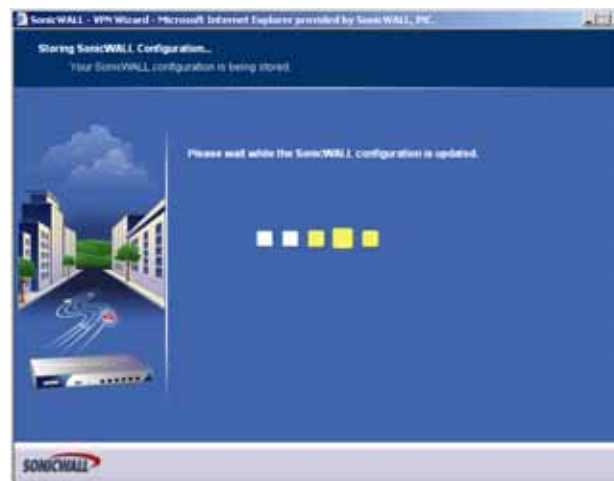 SonicWALL - VPN Wizard - Microsoft Internet Explorer provided by SonicWALL, INC.
Storing SonicWALL Configuration...
Your SonicWALL configuration is being stored.
Please wait while the SonicWALL configuration is updated.
SONICWALL